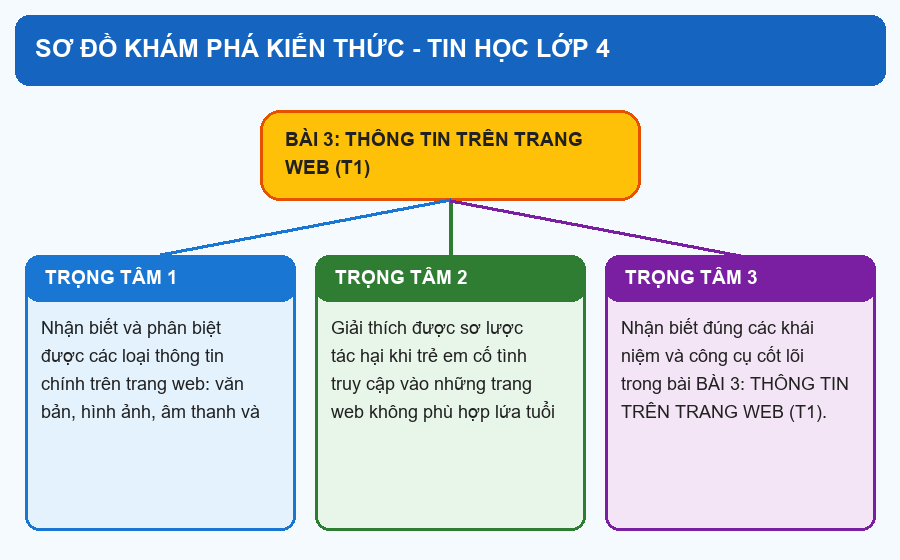 SƠ ĐỒ KHÁM PHÁ KIẾN THỨC - TIN HỌC LỚP 4
BÀI 3: THÔNG TIN TRÊN TRANG
WEB (T1)
TRỌNG TÂM 1
Nhận biết và phân biệt
được các loại thông tin
chính trên trang web: văn
bản, hình ảnh, âm thanh và
TRỌNG TÂM 2
Giải thích được sơ lược
tác hại khi trẻ em cố tình
truy cập vào những trang
web không phù hợp lứa tuổi
TRỌNG TÂM 3
Nhận biết đúng các khái
niệm và công cụ cốt lõi
trong bài BÀI 3: THÔNG TIN
TRÊN TRANG WEB (T1).